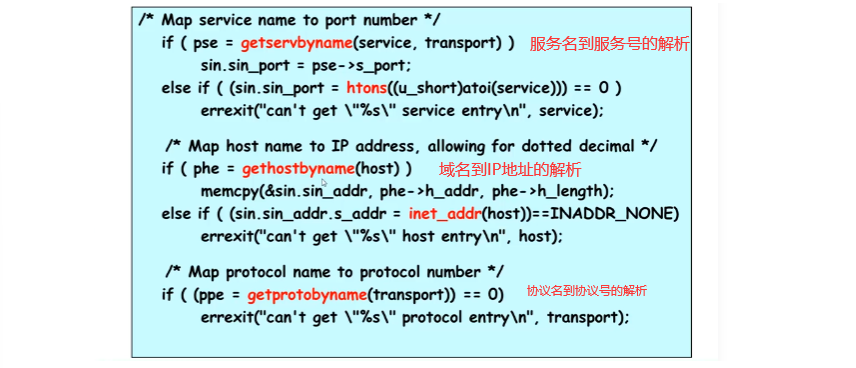 /* Map service name to port number */
if ( pse = getservbyname(service, transport) ) 服务名到服务号的解析
sin.sin_port = pse->s_port;
else if ( (sin.sin_port = htons((u_short)atoi(service))) == 0 )
errexit("can't get \"%s\" service entry\n", service);
/* Map host name to IP address, allowing for dotted decimal */
if ( phe = gethostbyname(host) ) 域名到IP地址的解析
memcpy(&sin.sin_addr, phe->h_addr, phe->h_length);
else if ( (sin.sin_addr.s_addr = inet_addr(host))==INADDR_NONE)
errexit("can't get \"%s\" host entry\n", host);
/* Map protocol name to protocol number */
if ( (ppe = getprotobyname(transport)) == 0) 协议名到协议号的解析
errexit("can't get \"%s\" protocol entry\n", transport);